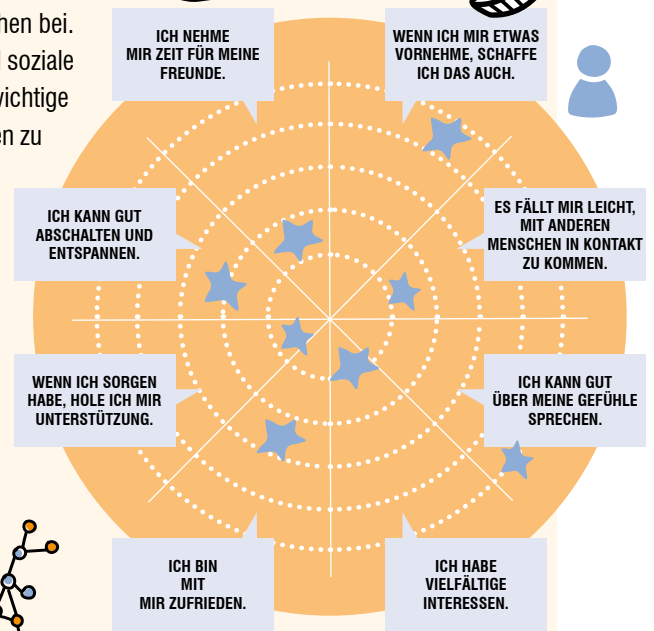 hen bei.
soziale
vichtige
en zu
ICH NEHME
MIR ZEIT FÜR MEINE
FREUNDE.
WENN ICH MIR ETWAS
VORNEHME, SCHAFFE
ICH DAS AUCH.
ICH KANN GUT
ABSCHALTEN UND
ENTSPANNEN.
ES FÄLLT MIR LEICHT,
MIT ANDEREN
MENSCHEN IN KONTAKT
ZU KOMMEN.
WENN ICH SORGEN
HABE, HOLE ICH MIR
UNTERSTÜTZUNG.
ICH KANN GUT
ÜBER MEINE GEFÜHLE
SPRECHEN.
ICH BIN
MIT
MIR ZUFRIEDEN.
ICH HABE
VIELFÄLTIGE
INTERESSEN.